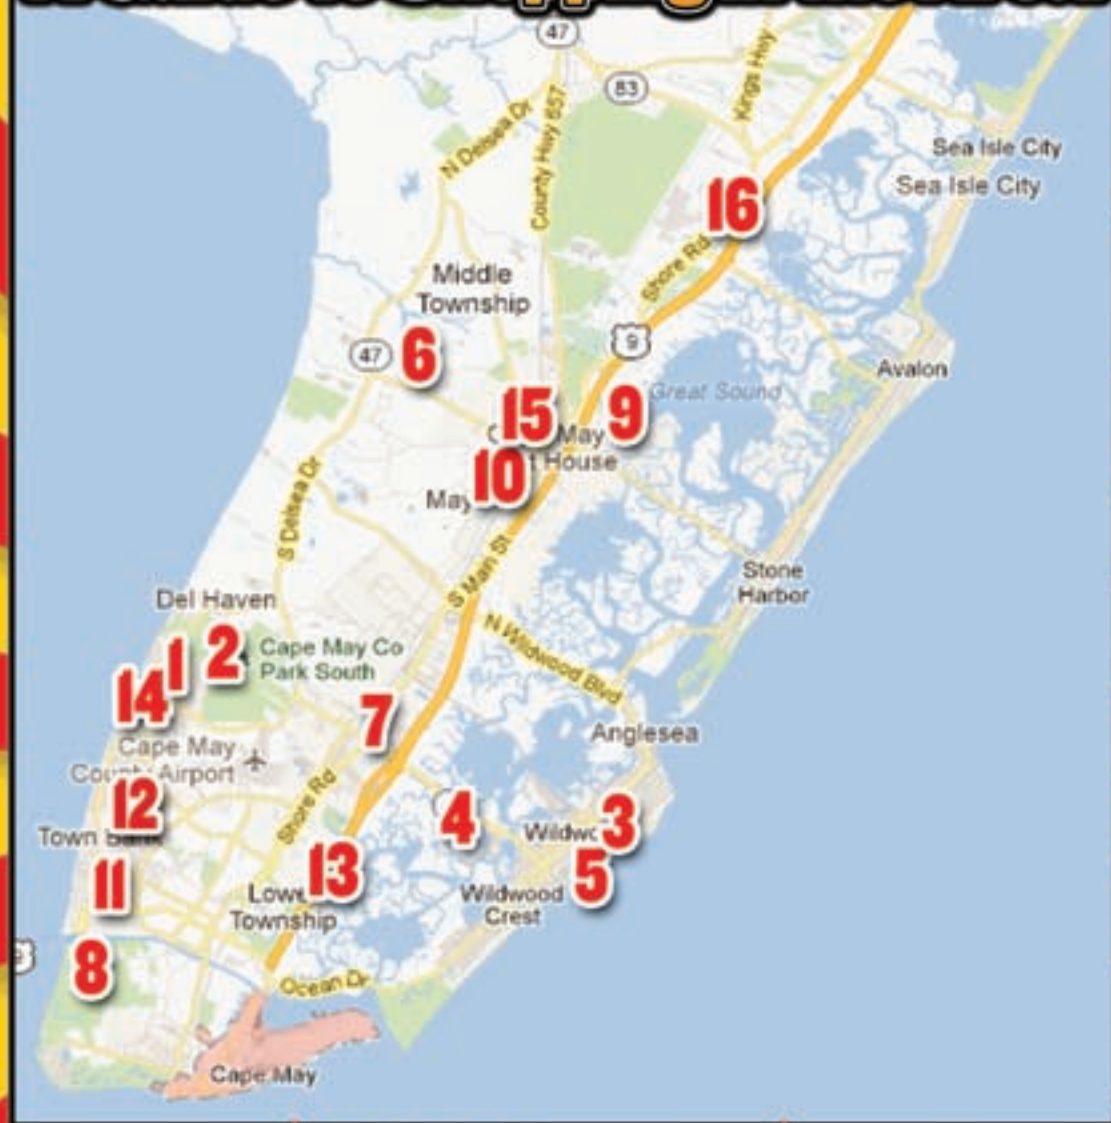 47
83
Kings Hwy
N Delsea Dr
County Hwy 657
Sea Isle City
Sea Isle City
16
Shore Rd
Middle
Township
9
47
6
Avalon
Great Sound
15
9
May
House
10
May
S Delsea Dr
S Main St
Stone
Harbor
Del Haven
N Wildwood Blvd
1
2
Cape May Co
Park South
14
7
Anglesea
Cape May
County Airport
12
Shore Rd
4
3
Town Bank
5
13
11
Wildwood
Crest
Township
8
Ocean Dr
Cape May